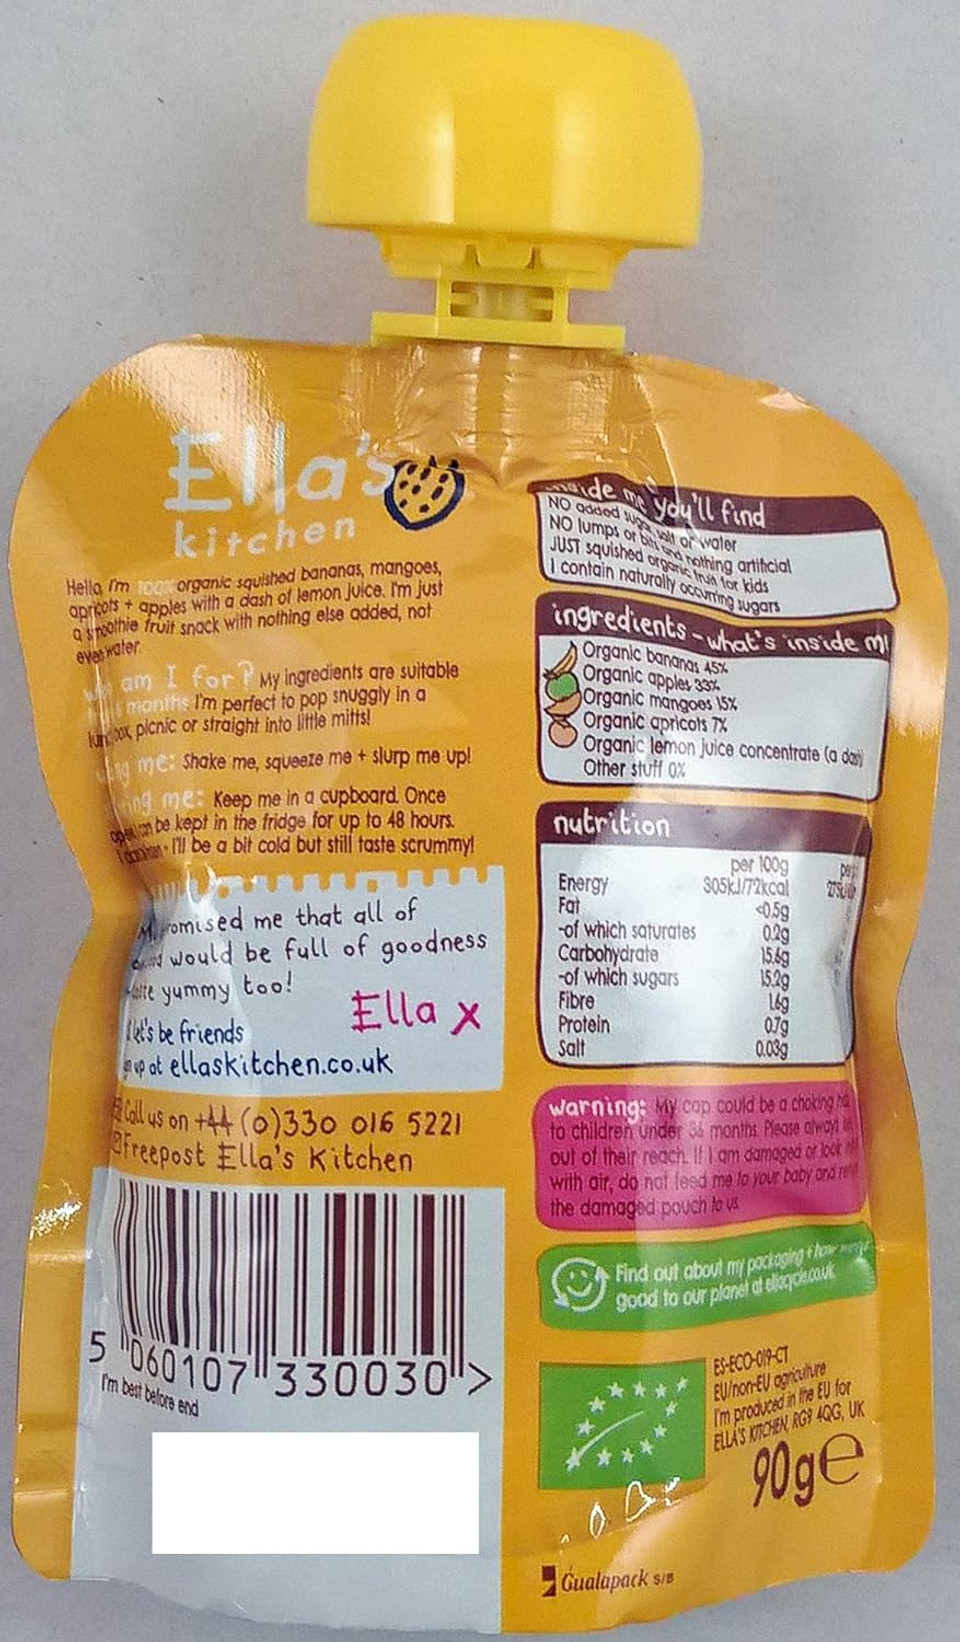 Ella's
kitchen
Hello, I'm 100% organic squished bananas, mangoes,
apricots + apples with a dash of lemon juice. I'm just
a smoothie fruit snack with nothing else added, not
even water.
am I for? My ingredients are suitable
months I'm perfect to pop snuggly in a
box, picnic or straight into little mitts!
me: Shake me, squeeze me + slurp me up!
me: Keep me in a cupboard. Once
can be kept in the fridge for up to 48 hours.
I'll be a bit cold but still taste scrummy!
me that all of
would be full of goodness
yummy too!
Ella x
let's be friends
up at ellaskitchen.co.uk
Call us on +44 (0)330 016 5221
Freepost Ella's Kitchen
5 060107 330030 >
I'm best before end
inside me you'll find
NO added sugar, salt or water
NO lumps or bits and nothing artificial
JUST squished organic fruit for kids
I contain naturally occurring sugars
ingredients - what's inside
Organic bananas 45%
Organic apples 33%
Organic mangoes 15%
Organic apricots 7%
Organic lemon juice concentrate (a dash)
Other stuff 0%
nutrition
per 100g
Energy 305kJ/72kcal
Fat <0.5g
-of which saturates 0.2g
Carbohydrate 15.6g
-of which sugars 15.2g
Fibre 1.6g
Protein 0.7g
Salt 0.03g
warning: My cap could be a choking
to children under 36 months. Please always
out of their reach. If I am damaged or look
with air, do not feed me to your baby and
the damaged pouch to us.
Find out about my packaging + how
good to our planet at ellacycle.co.uk
ES-ECO-019-CT
EU/non-EU agriculture
I'm produced in the EU for
ELLA'S KITCHEN, RG9 4QG, UK
90g e
Gualapack S/B